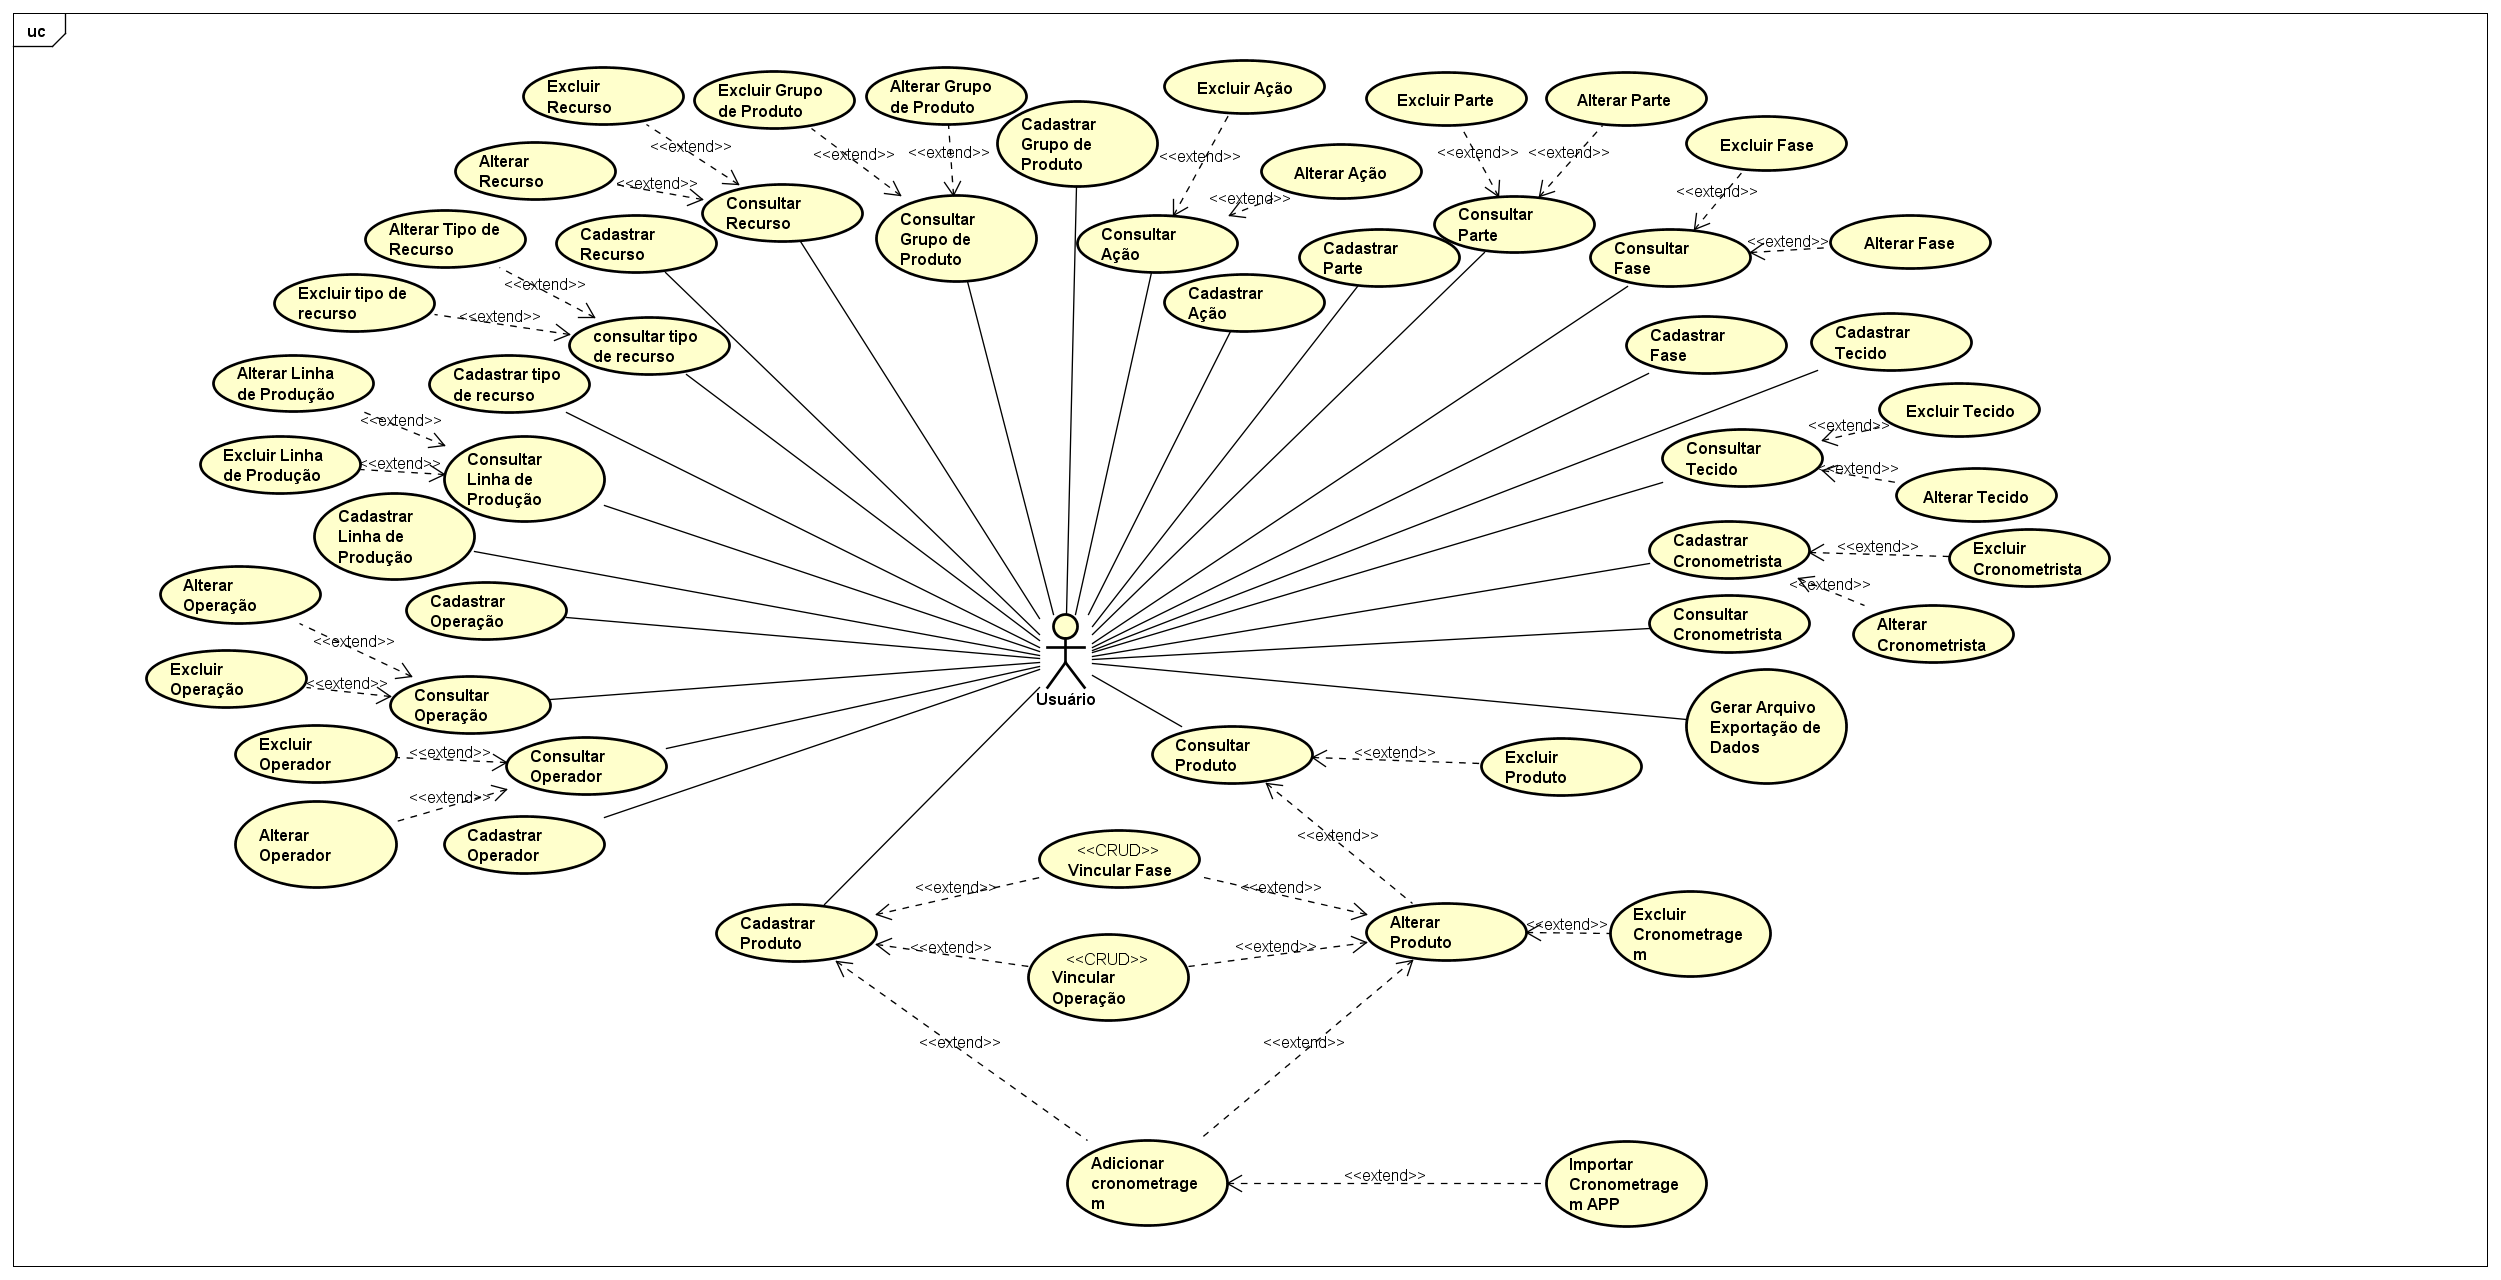 uc
Excluir
Recurso
Excluir Grupo
de Produto
Alterar Grupo
de Produto
Cadastrar
Grupo de
Produto
Excluir Ação
Excluir Parte
Alterar Parte
Excluir Fase
<<extend>>
<<extend>>
<<extend>>
<<extend>>
<<extend>>
<<extend>>
Alterar
Recurso
<<extend>>
Consultar
Recurso
Consultar
Grupo de
Produto
Alterar Ação
<<extend>>
<<extend>>
Consultar
Parte
Alterar Tipo de
Recurso
Cadastrar
Recurso
Consultar
Ação
Cadastrar
Parte
Consultar
Fase
<<extend>>
Alterar Fase
Excluir tipo de
recurso
<<extend>>
<<extend>>
consultar tipo
de recurso
Cadastrar
Ação
Cadastrar
Fase
Cadastrar
Tecido
Alterar Linha
de Produção
Cadastrar tipo
de recurso
<<extend>>
Excluir Tecido
<<extend>>
Excluir Linha
de Produção
<<extend>>
Consultar
Linha de
Produção
Consultar
Tecido
<<extend>>
Alterar Tecido
Cadastrar
Linha de
Produção
Cadastrar
Cronometrista
<<extend>>
Excluir
Cronometrista
<<extend>>
Alterar
Operação
Cadastrar
Operação
Consultar
Cronometrista
Alterar
Cronometrista
<<extend>>
Excluir
Operação
<<extend>>
Consultar
Operação
Usuário
Gerar Arquivo
Exportação de
Dados
Excluir
Operador
<<extend>>
Consultar
Operador
Consultar
Produto
<<extend>>
Excluir
Produto
<<extend>>
Alterar
Operador
Cadastrar
Operador
<<extend>>
<<CRUD>>
Vincular Fase
<<extend>>
<<extend>>
Cadastrar
Produto
Alterar
Produto
<<extend>>
Excluir
Cronometrage
m
<<extend>>
<<CRUD>>
Vincular
Operação
<<extend>>
<<extend>>
<<extend>>
Adicionar
cronometrage
m
<<extend>>
Importar
Cronometrage
m APP